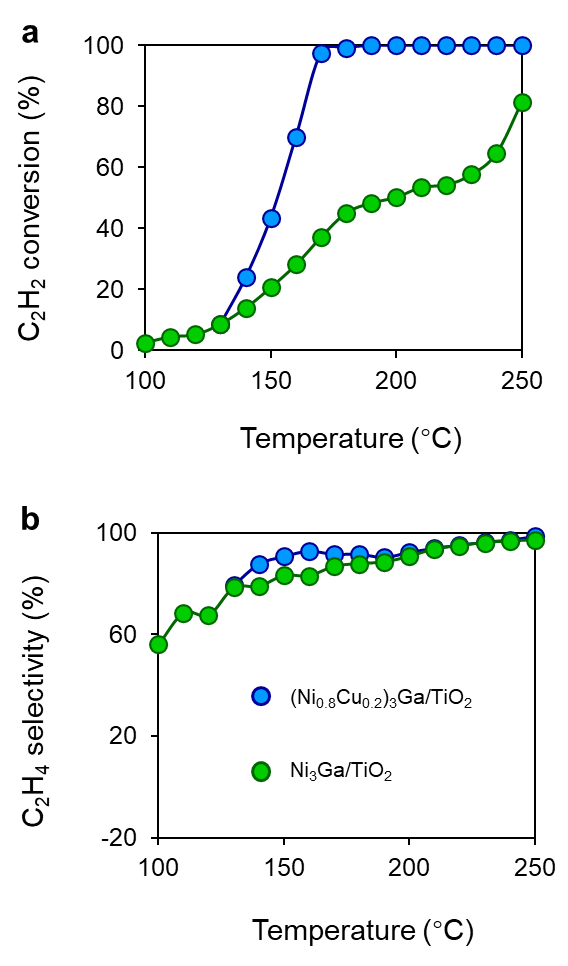 a
100
80
60
40
20
0
C₂H₂ conversion (%)
100 150 200 250
Temperature (°C)
b
100
60
20
-20
C₂H₄ selectivity (%)
(Ni₀.₈Cu₀.₂)₃Ga/TiO₂
Ni₃Ga/TiO₂
100 150 200 250
Temperature (°C)